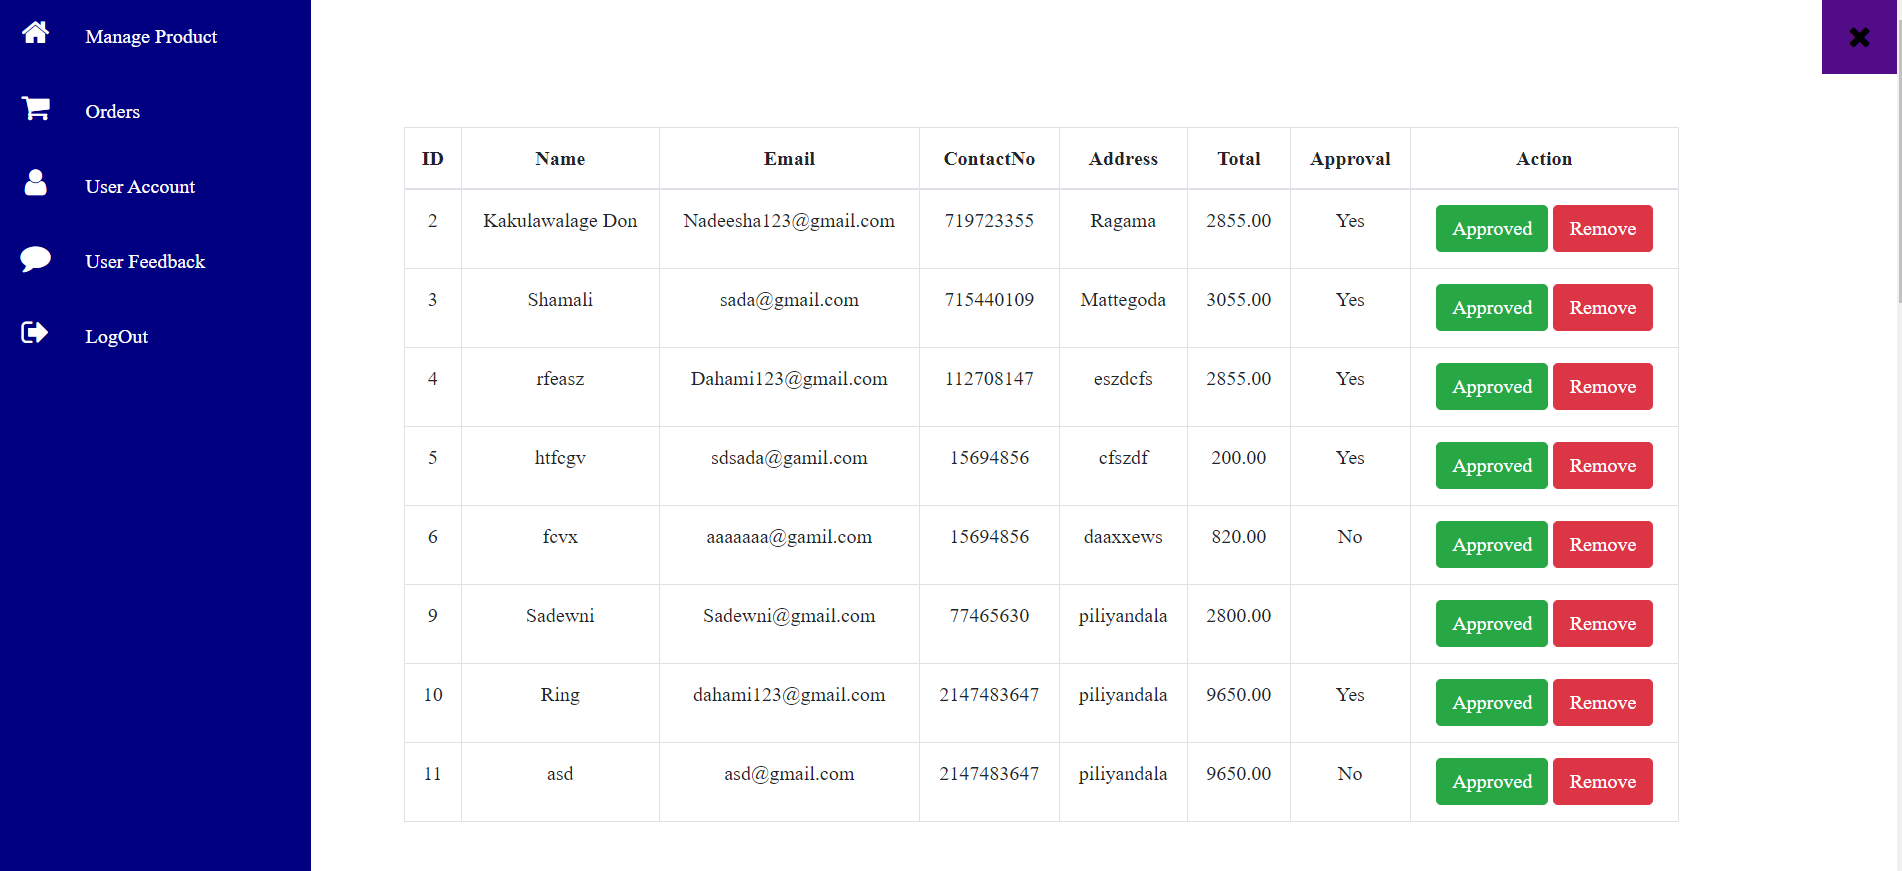 Manage Product
Orders
User Account
User Feedback
LogOut
ID Name Email ContactNo Address Total Approval Action
2 Kakulawalage Don Nadeesha123@gmail.com 719723355 Ragama 2855.00 Yes Approved Remove
3 Shamali sada@gmail.com 715440109 Mattegoda 3055.00 Yes Approved Remove
4 rfeasz Dahami123@gmail.com 112708147 eszdcfs 2855.00 Yes Approved Remove
5 htfcgv sdsada@gamil.com 15694856 cfszdf 200.00 Yes Approved Remove
6 fcvx aaaaaaa@gamil.com 15694856 daaxxews 820.00 No Approved Remove
9 Sadewni Sadewni@gmail.com 77465630 piliyandala 2800.00 Approved Remove
10 Ring dahami123@gmail.com 2147483647 piliyandala 9650.00 Yes Approved Remove
11 asd asd@gmail.com 2147483647 piliyandala 9650.00 No Approved Remove